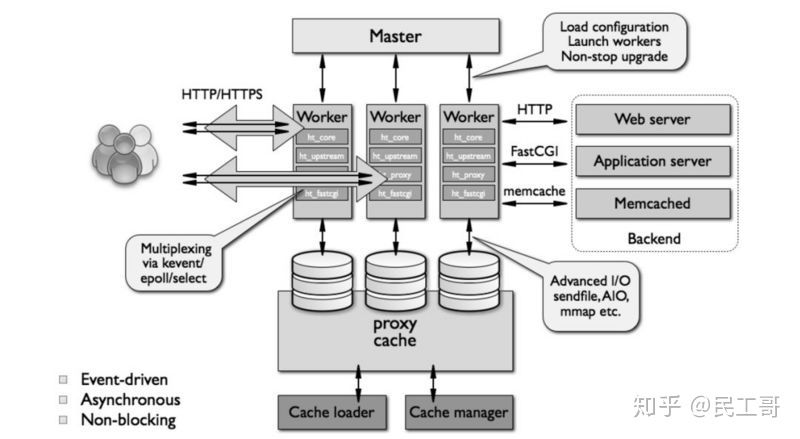 Master
Load configuration
Launch workers
Non-stop upgrade
HTTP/HTTPS
Worker
ht_core
ht_upstream
ht_fastcgi
Worker
ht_core
ht_upstream
ht_proxy
ht_fastcgi
Worker
ht_core
ht_upstream
ht_proxy
ht_fastcgi
HTTP
FastCGI
memcache
Web server
Application server
Memcached
Backend
Multiplexing
via kevent/
epoll/select
Advanced I/O
sendfile, AIO,
mmap etc.
proxy
cache
Cache loader
Cache manager
Event-driven
Asynchronous
Non-blocking
知乎 @民工哥